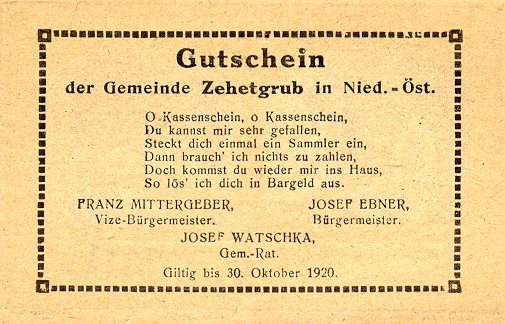 Gutschein
der Gemeinde Zehetgrub in Nied.-Öst.
O Kassenschein, o Kassenschein,
Du kannst mir sehr gefallen,
Steckt dich einmal ein Sammler ein,
Dann brauch' ich nichts zu zahlen,
Doch kommst du wieder mir ins Haus,
So lös' ich dich in Bargeld aus.
FRANZ MITTERGEBER, JOSEF EBNER,
Vize-Bürgermeister. Bürgermeister.
JOSEF WATSCHKA,
Gem.-Rat.
Giltig bis 30. Oktober 1920.